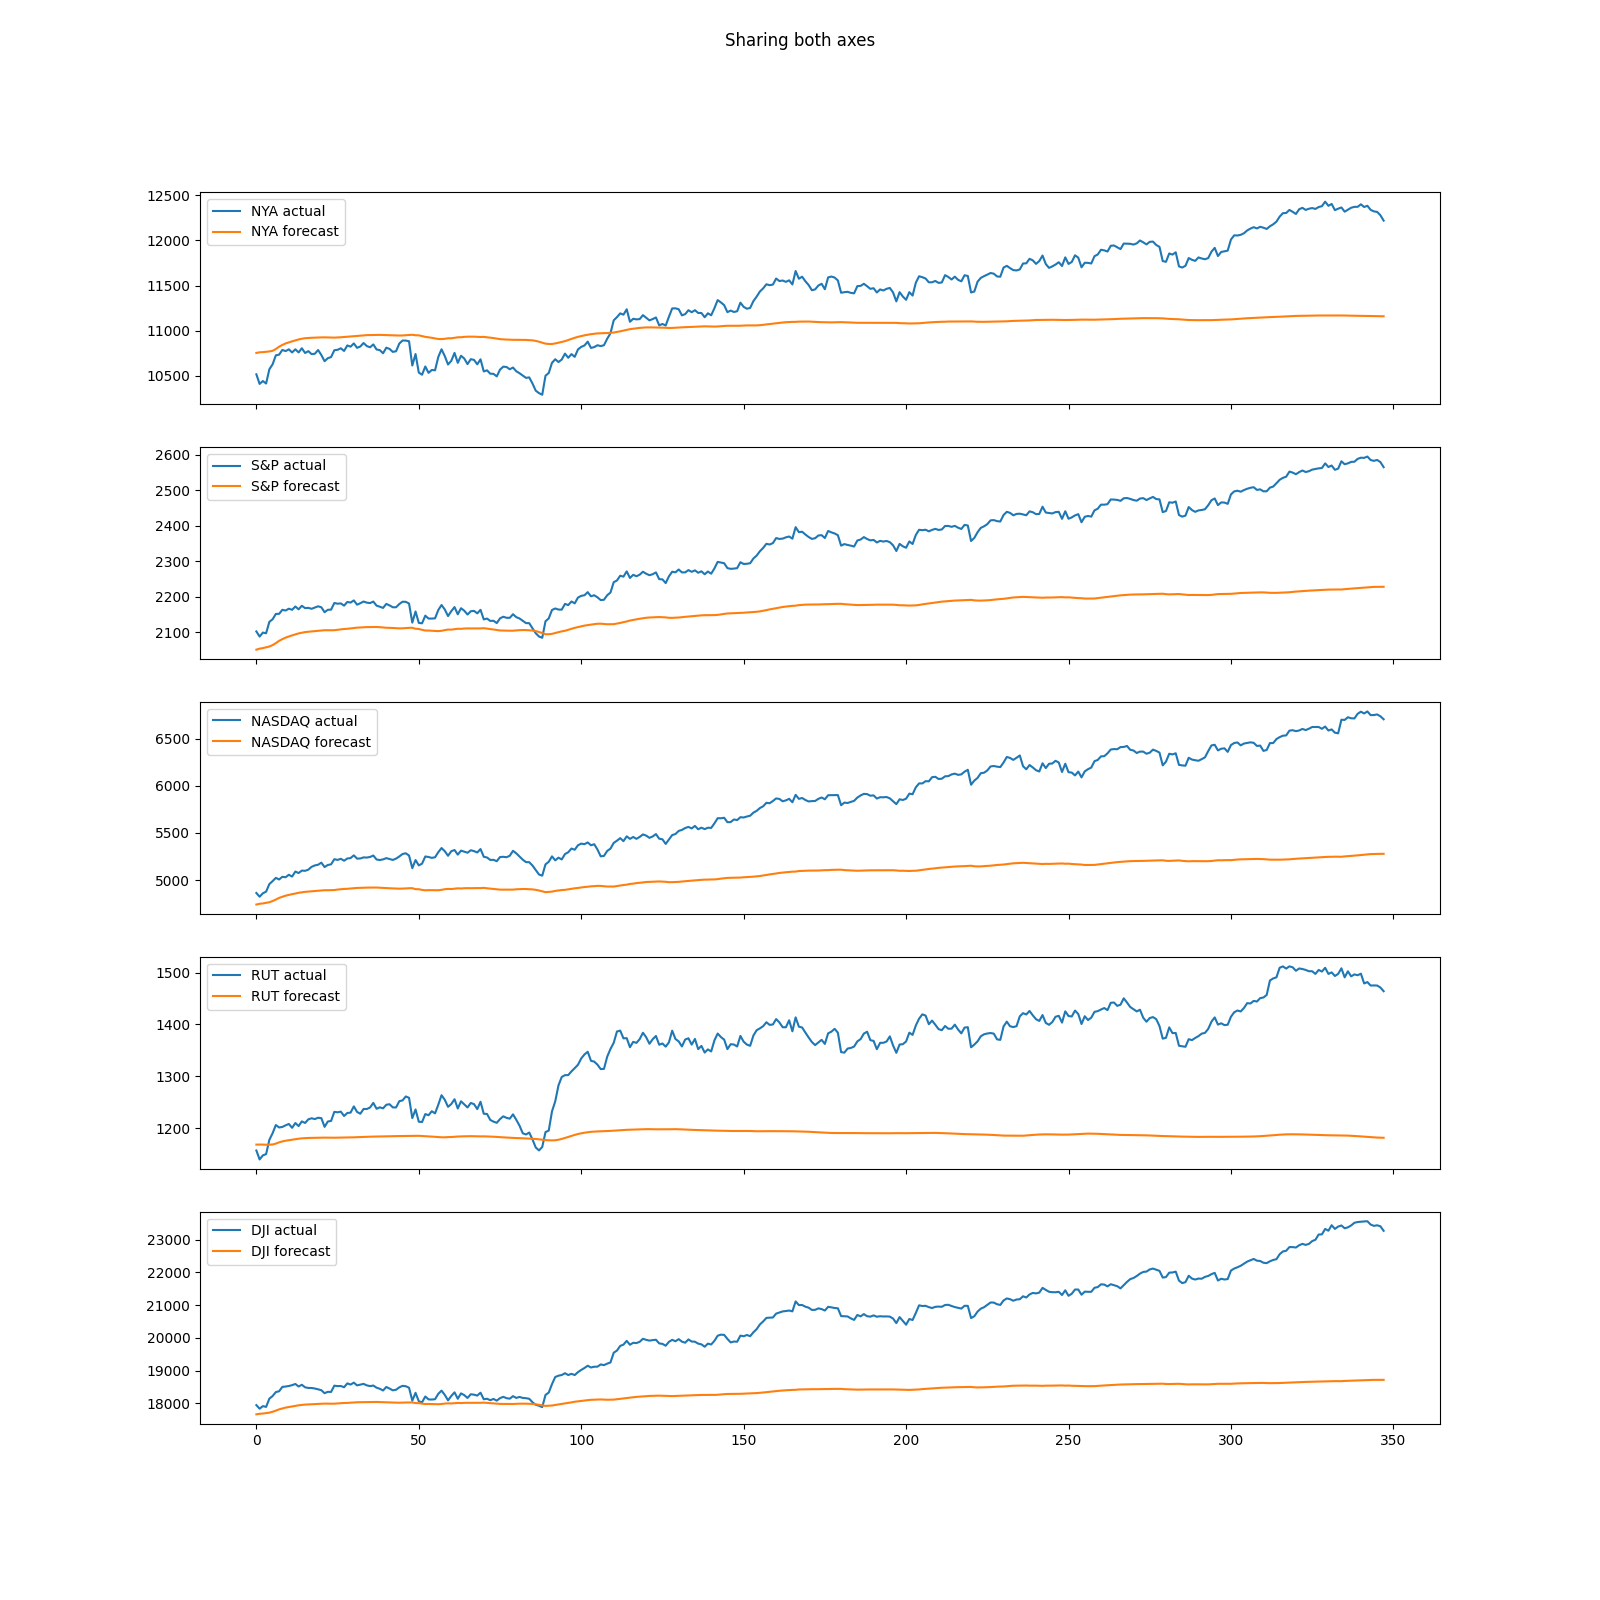 Sharing both axes
NYA actual
NYA forecast
12500
12000
11500
11000
10500
S&P actual
S&P forecast
2600
2500
2400
2300
2200
2100
NASDAQ actual
NASDAQ forecast
6500
6000
5500
5000
RUT actual
RUT forecast
1500
1400
1300
1200
DJI actual
DJI forecast
23000
22000
21000
20000
19000
18000
0 50 100 150 200 250 300 350